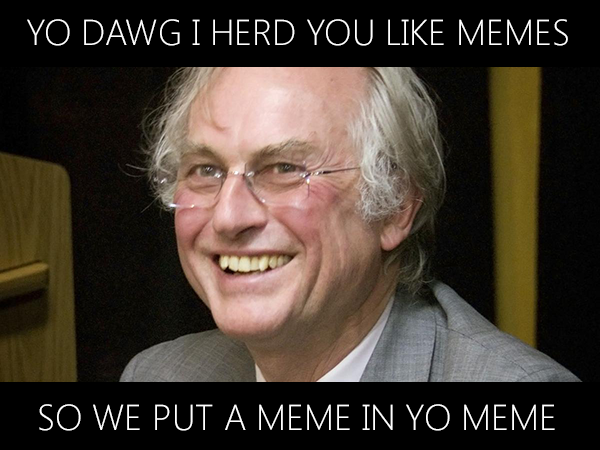 YO DAWG I HERD YOU LIKE MEMES
SO WE PUT A MEME IN YO MEME